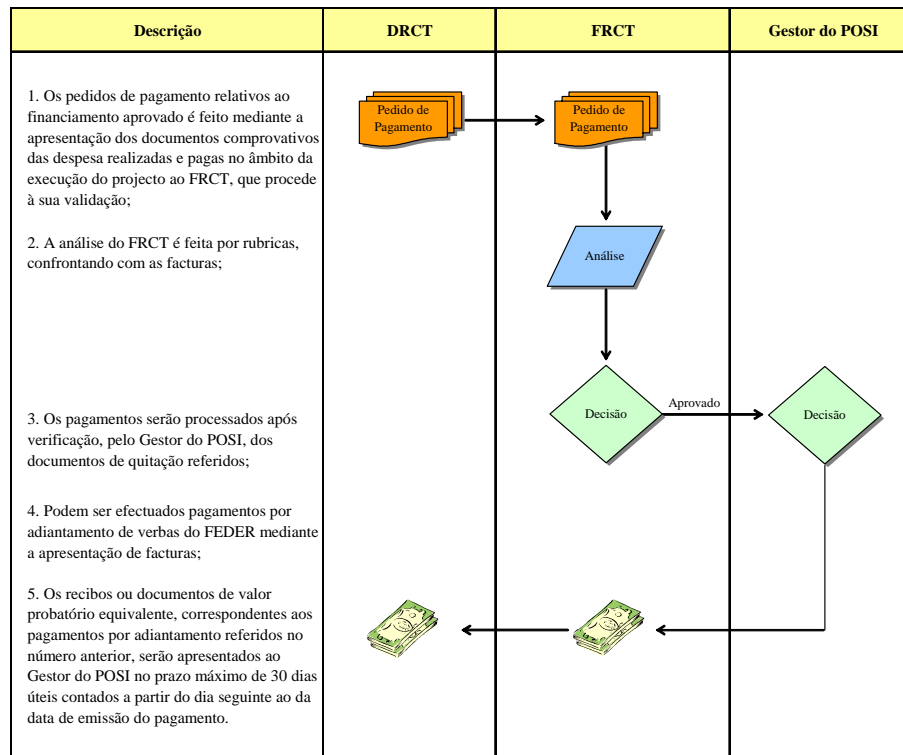 Descrição
DRCT
FRCT
Gestor do POSI
1. Os pedidos de pagamento relativos ao
financiamento aprovado é feito mediante a
apresentação dos documentos comprovativos
das despesa realizadas e pagas no âmbito da
execução do projecto ao FRCT, que procede
à sua validação;
Pedido de
Pagamento
Pedido de
Pagamento
2. A análise do FRCT é feita por rubricas,
confrontando com as facturas;
Análise
3. Os pagamentos serão processados após
verificação, pelo Gestor do POSI, dos
documentos de quitação referidos;
Decisão
Aprovado
Decisão
4. Podem ser efectuados pagamentos por
adiantamento de verbas do FEDER mediante
a apresentação de facturas;
5. Os recibos ou documentos de valor
probatório equivalente, correspondentes aos
pagamentos por adiantamento referidos no
número anterior, serão apresentados ao
Gestor do POSI no prazo máximo de 30 dias
úteis contados a partir do dia seguinte ao da
data de emissão do pagamento.